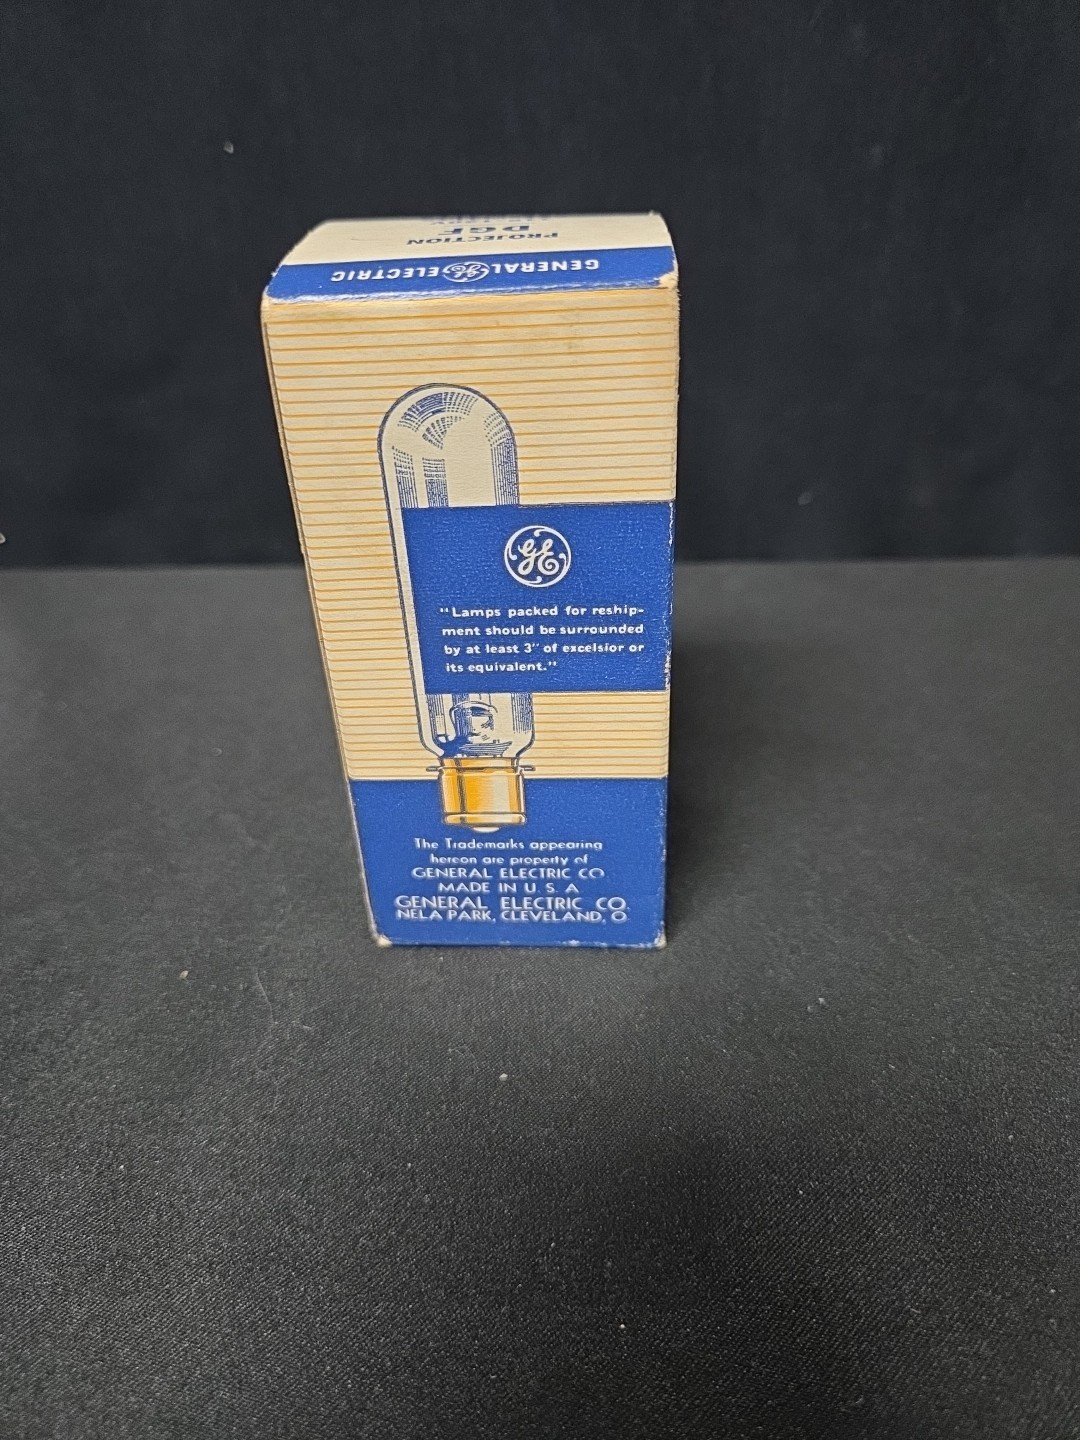 PROJECTION
DGF
GENERAL GE ELECTRIC
GE
"Lamps packed for reship-
ment should be surrounded
by at least 3" of excelsior or
its equivalent."
The Trademarks appearing
hereon are property of
GENERAL ELECTRIC CO
MADE IN U. S. A
GENERAL ELECTRIC CO.
NELA PARK, CLEVELAND, O